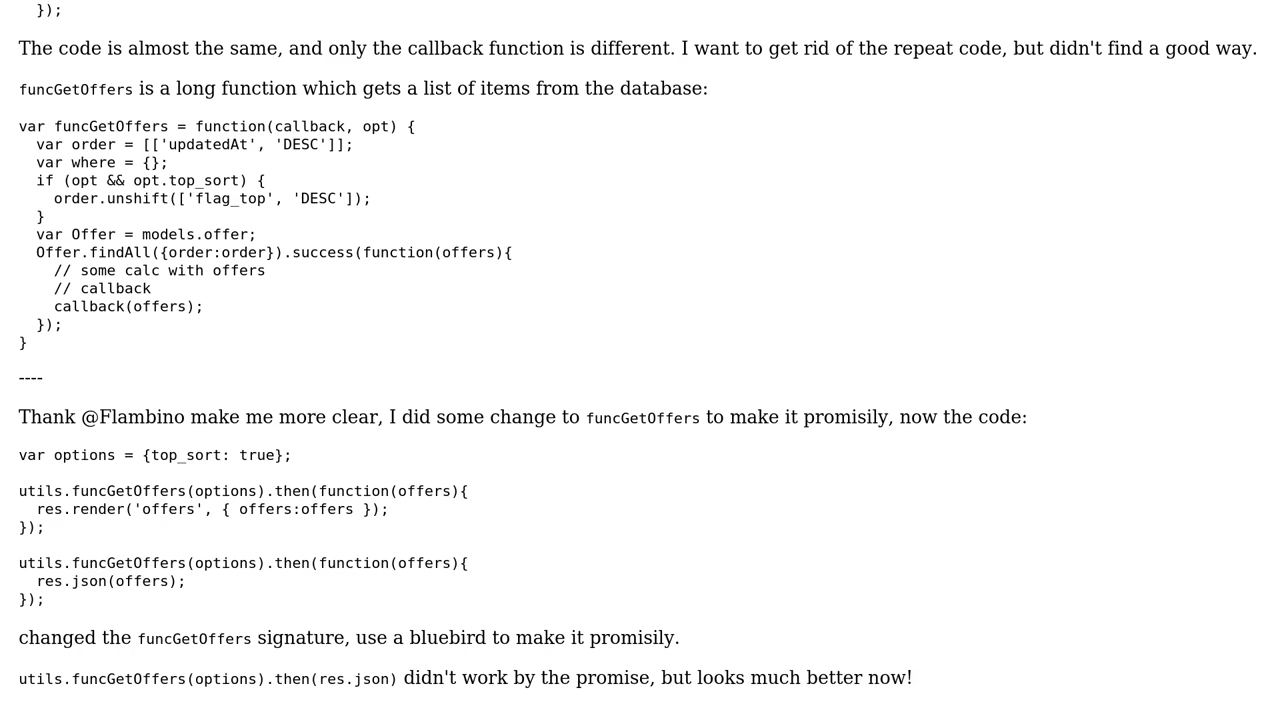 });
The code is almost the same, and only the callback function is different. I want to get rid of the repeat code, but didn't find a good way.
funcGetOffers is a long function which gets a list of items from the database:
var funcGetOffers = function(callback, opt) {
  var order = [['updatedAt', 'DESC']];
  var where = {};
  if (opt && opt.top_sort) {
    order.unshift(['flag_top', 'DESC']);
  }
  var Offer = models.offer;
  Offer.findAll({order:order}).success(function(offers){
    // some calc with offers
    // callback
    callback(offers);
  });
}
----
Thank @Flambino make me more clear, I did some change to funcGetOffers to make it promisily, now the code:
var options = {top_sort: true};
utils.funcGetOffers(options).then(function(offers){
  res.render('offers', { offers:offers });
});
utils.funcGetOffers(options).then(function(offers){
  res.json(offers);
});
changed the funcGetOffers signature, use a bluebird to make it promisily.
utils.funcGetOffers(options).then(res.json) didn't work by the promise, but looks much better now!